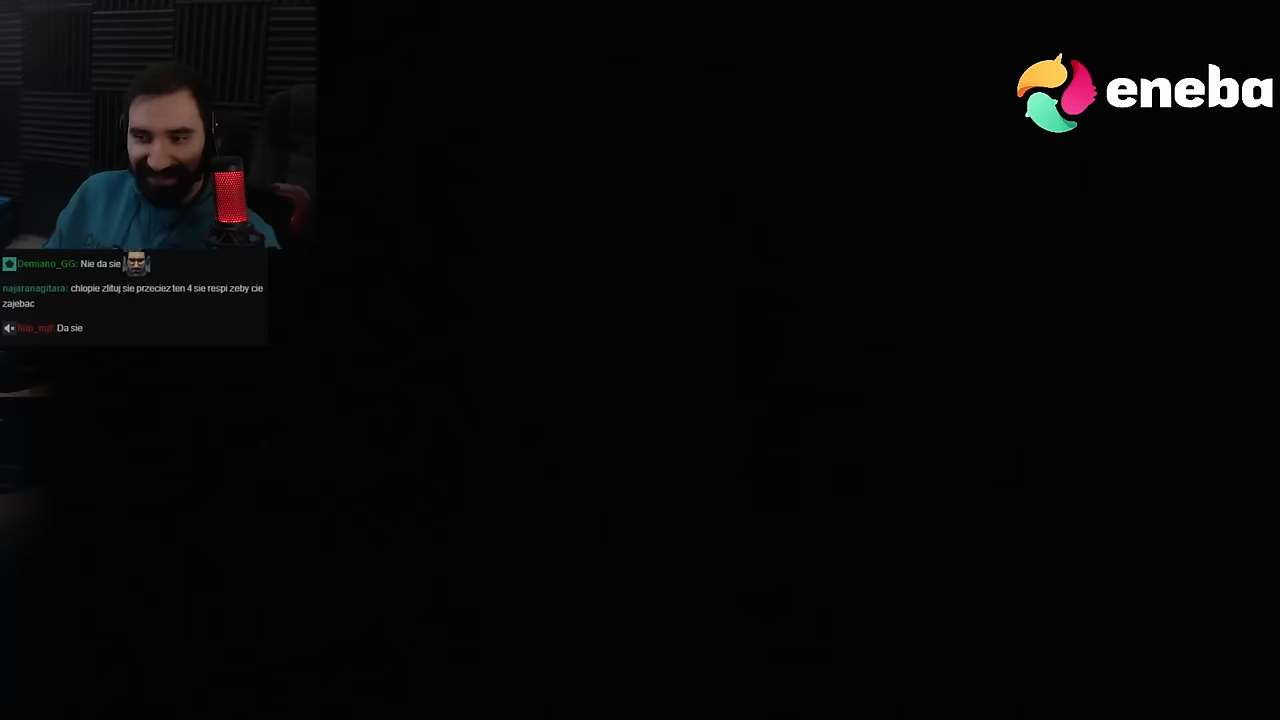 eneba
Demiano_GG: Nie da sie
najaranagitara: chlopie zlituj sie przeciez ten 4 sie respi zeby cie
zajebac
Da sie